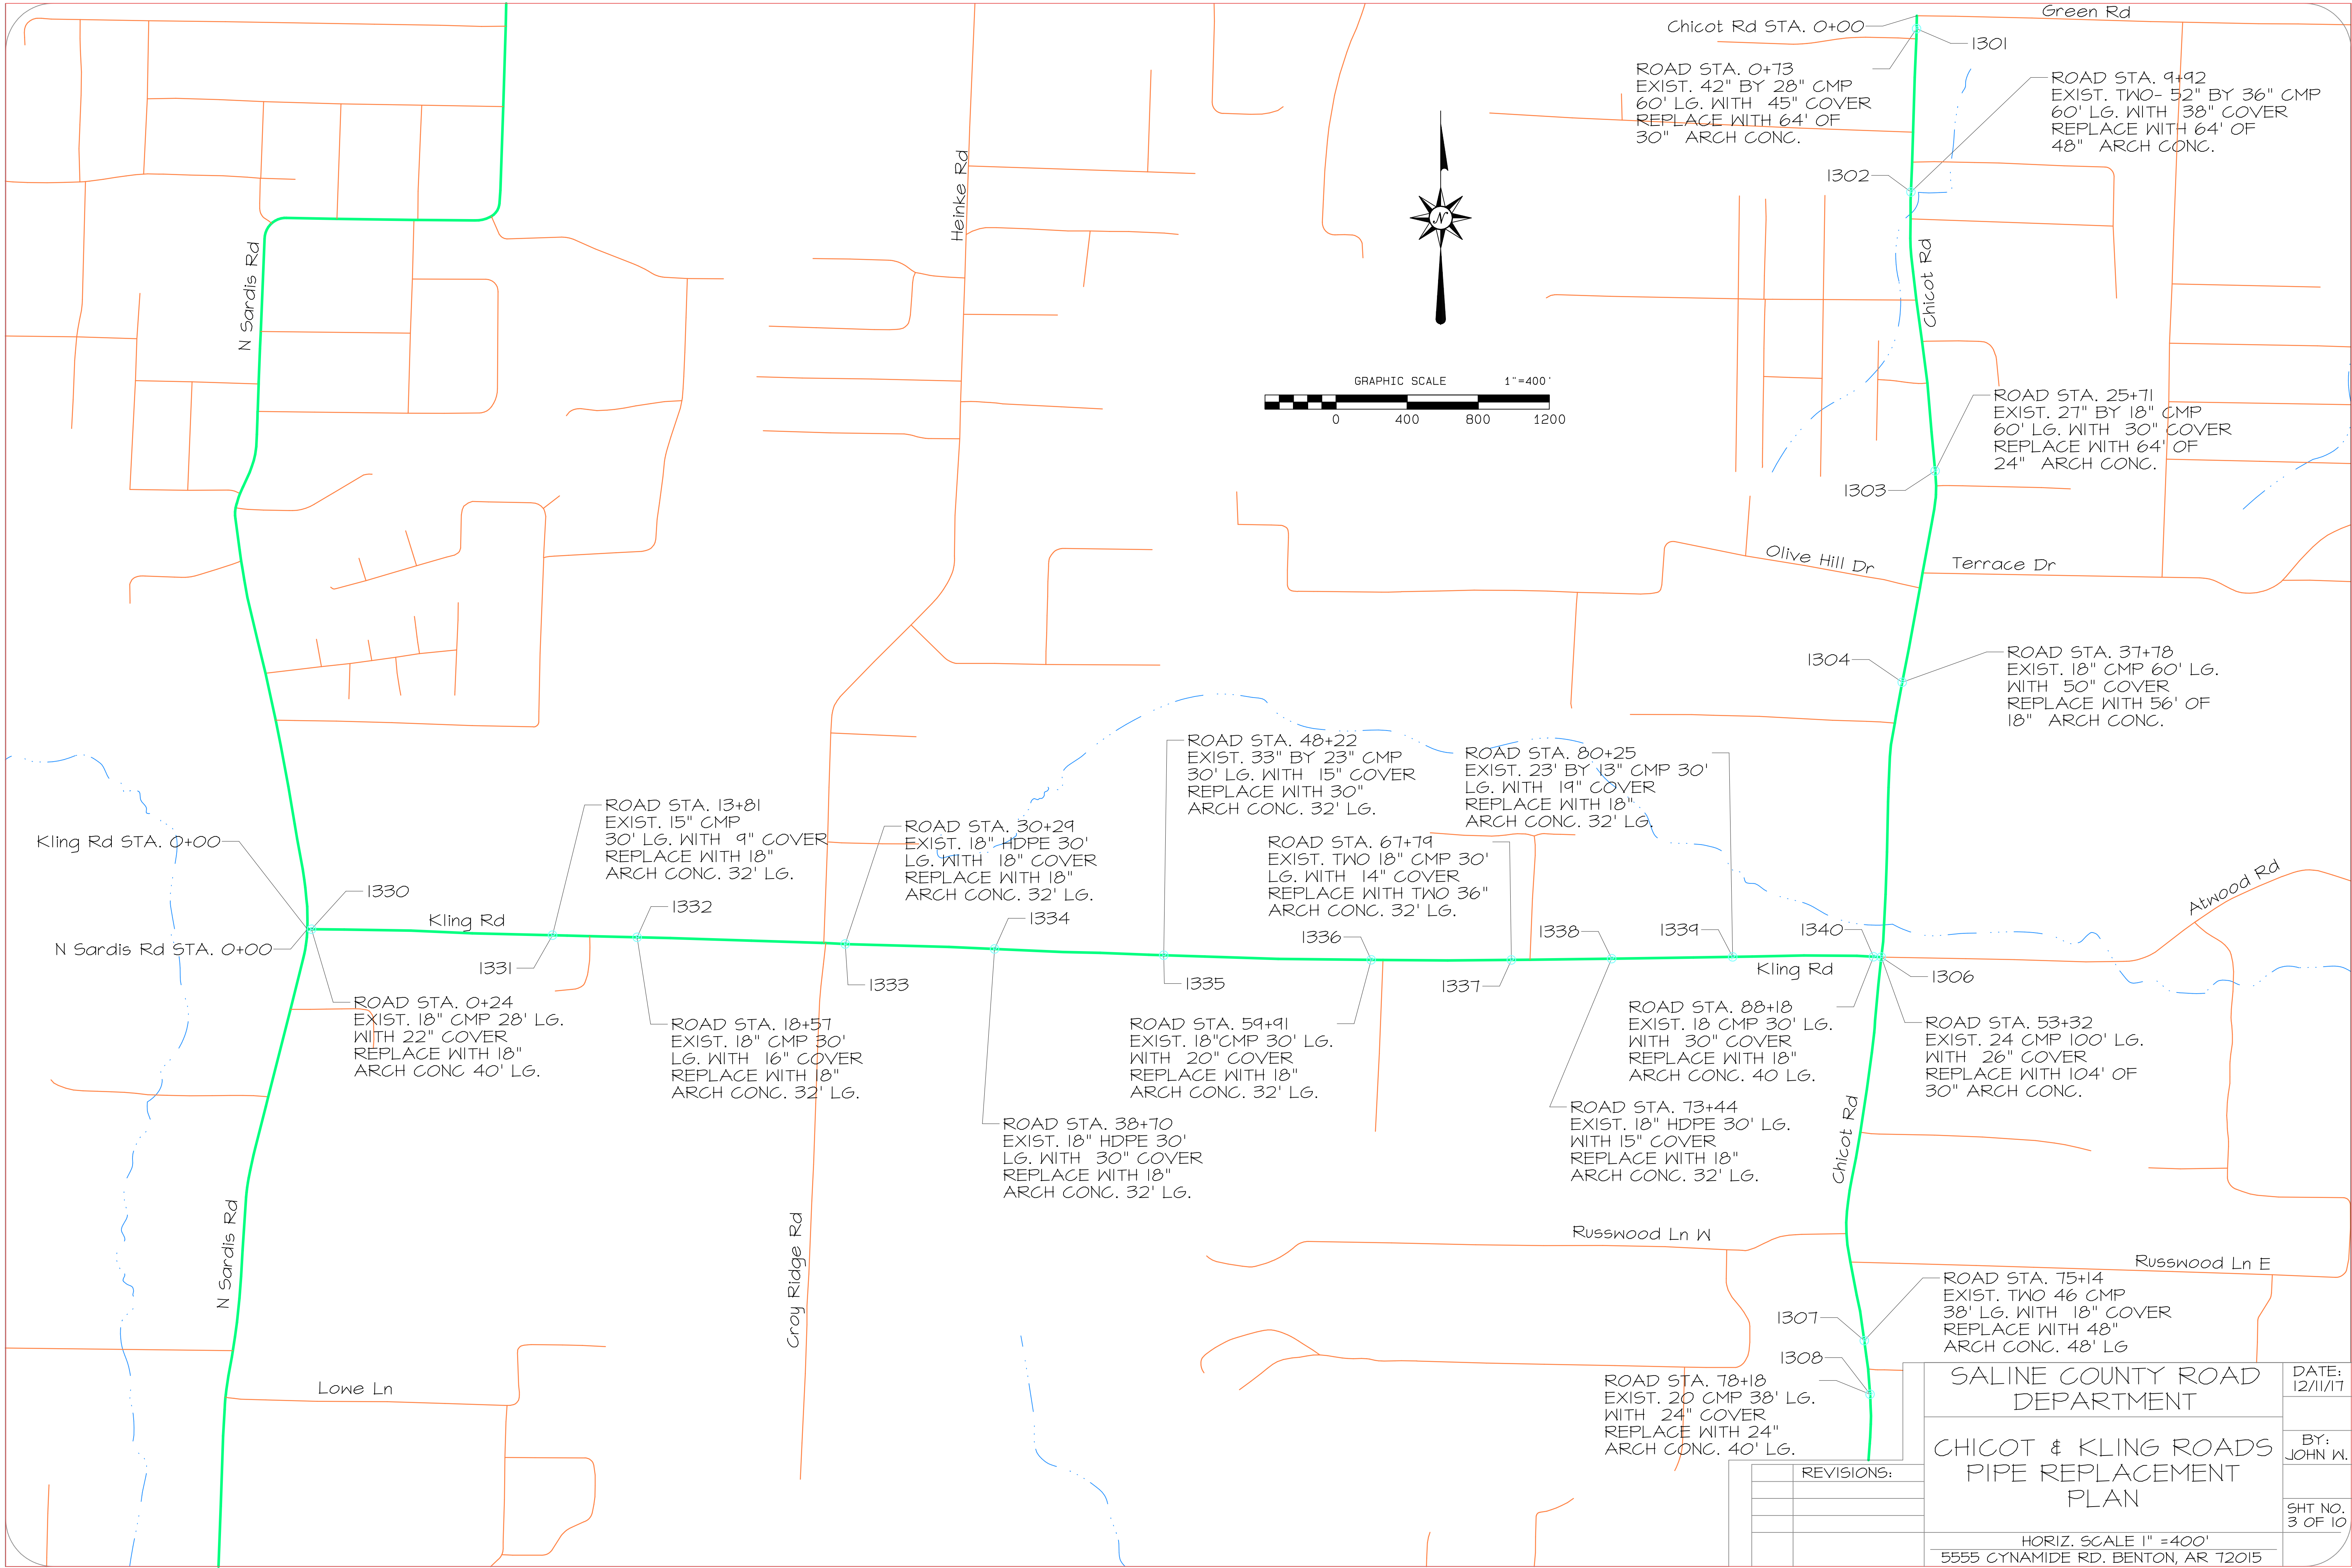 Green Rd
Chicot Rd STA. 0+00
1301
ROAD STA. 0+73
EXIST. 42" BY 28" CMP
60' LG. WITH 45" COVER
REPLACE WITH 64' OF
30" ARCH CONC.
ROAD STA. 9+92
EXIST. TWO- 52" BY 36" CMP
60' LG. WITH 38" COVER
REPLACE WITH 64' OF
48" ARCH CONC.
1302
Heinke Rd
N
N Sardis Rd
Chicot Rd
GRAPHIC SCALE 1"=400'
0 400 800 1200
ROAD STA. 25+71
EXIST. 27" BY 18" CMP
60' LG. WITH 30" COVER
REPLACE WITH 64' OF
24" ARCH CONC.
1303
Olive Hill Dr
Terrace Dr
1304
ROAD STA. 37+78
EXIST. 18" CMP 60' LG.
WITH 50" COVER
REPLACE WITH 56' OF
18" ARCH CONC.
ROAD STA. 48+22
EXIST. 33" BY 23" CMP
30' LG. WITH 15" COVER
REPLACE WITH 30"
ARCH CONC. 32' LG.
ROAD STA. 80+25
EXIST. 23' BY 13" CMP 30'
LG. WITH 19" COVER
REPLACE WITH 18"
ARCH CONC. 32' LG.
ROAD STA. 13+81
EXIST. 15" CMP
30' LG. WITH 9" COVER
REPLACE WITH 18"
ARCH CONC. 32' LG.
ROAD STA. 30+29
EXIST. 18" HDPE 30'
LG. WITH 18" COVER
REPLACE WITH 18"
ARCH CONC. 32' LG.
ROAD STA. 67+79
EXIST. TWO 18" CMP 30'
LG. WITH 14" COVER
REPLACE WITH TWO 36"
ARCH CONC. 32' LG.
Kling Rd STA. 0+00
1330
Kling Rd
1332
1334
1336
1338
1339
1340
Atwood Rd
N Sardis Rd STA. 0+00
1331
1333
1335
1337
Kling Rd
1306
ROAD STA. 0+24
EXIST. 18" CMP 28' LG.
WITH 22" COVER
REPLACE WITH 18"
ARCH CONC 40' LG.
ROAD STA. 18+57
EXIST. 18" CMP 30'
LG. WITH 16" COVER
REPLACE WITH 18"
ARCH CONC. 32' LG.
ROAD STA. 59+91
EXIST. 18"CMP 30' LG.
WITH 20" COVER
REPLACE WITH 18"
ARCH CONC. 32' LG.
ROAD STA. 88+18
EXIST. 18 CMP 30' LG.
WITH 30" COVER
REPLACE WITH 18"
ARCH CONC. 40 LG.
ROAD STA. 53+32
EXIST. 24 CMP 100' LG.
WITH 26" COVER
REPLACE WITH 104' OF
30" ARCH CONC.
ROAD STA. 38+70
EXIST. 18" HDPE 30'
LG. WITH 30" COVER
REPLACE WITH 18"
ARCH CONC. 32' LG.
ROAD STA. 73+44
EXIST. 18" HDPE 30' LG.
WITH 15" COVER
REPLACE WITH 18"
ARCH CONC. 32' LG.
Chicot Rd
N Sardis Rd
Croy Ridge Rd
Russwood Ln W
Russwood Ln E
1307
ROAD STA. 75+14
EXIST. TWO 46 CMP
38' LG. WITH 18" COVER
REPLACE WITH 48"
ARCH CONC. 48' LG
1308
ROAD STA. 78+18
EXIST. 20 CMP 38' LG.
WITH 24" COVER
REPLACE WITH 24"
ARCH CONC. 40' LG.
Lowe Ln
SALINE COUNTY ROAD
DEPARTMENT
DATE:
12/11/17
CHICOT & KLING ROADS
PIPE REPLACEMENT
PLAN
BY:
JOHN W.
REVISIONS:
SHT NO.
3 OF 10
HORIZ. SCALE 1" =400'
5555 CYNAMIDE RD. BENTON, AR 72015